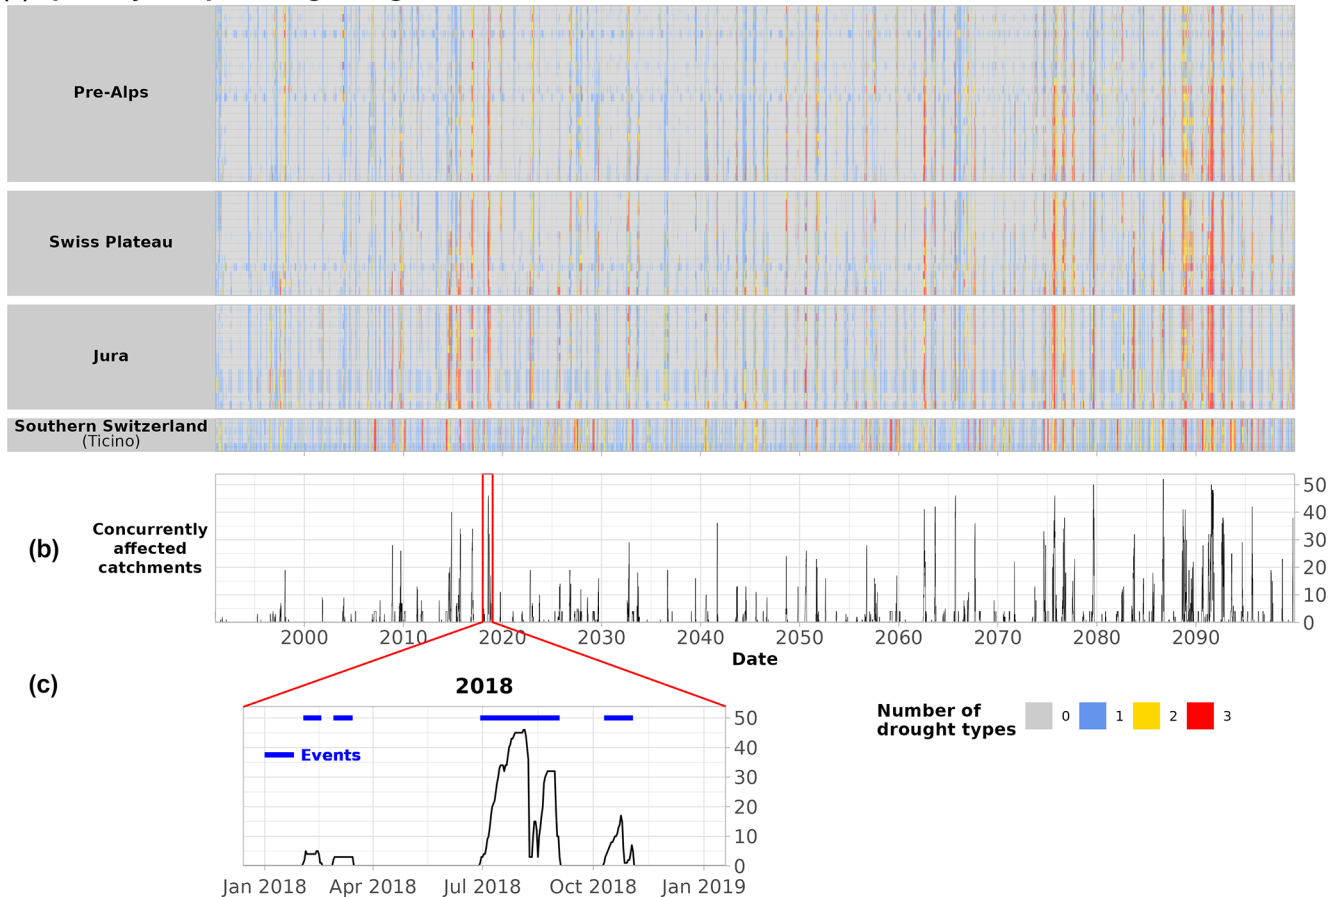 Pre-Alps
Swiss Plateau
Jura
Southern Switzerland
(Ticino)
(b)
Concurrently
affected
catchments
50
40
30
20
10
0
2000 2010 2020 2030 2040 2050 2060 2070 2080 2090
Date
(c)
2018
Events
50
40
30
20
10
0
Jan 2018 Apr 2018 Jul 2018 Oct 2018 Jan 2019
Number of
drought types
0 1 2 3